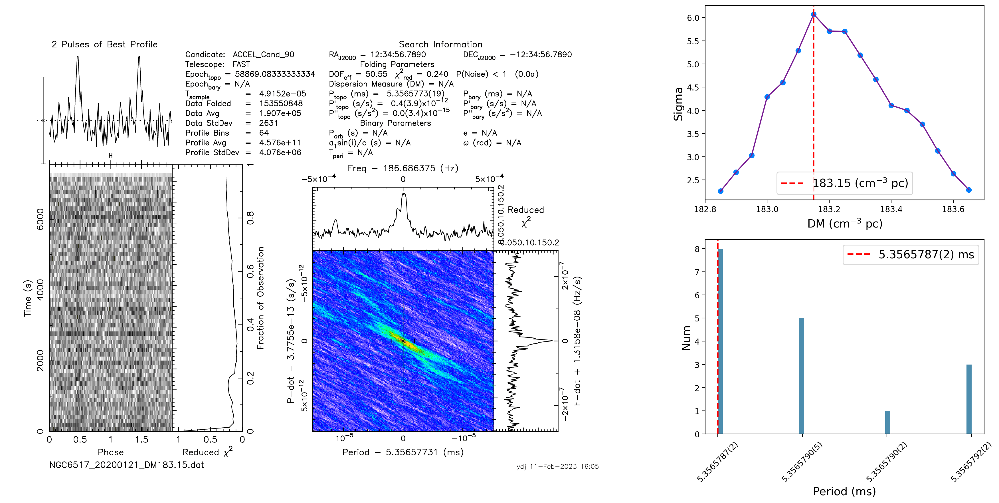 2 Pulses of Best Profile
Search Information
Candidate: ACCEL_Cand_90
Telescope: FAST
Epoch_topo = 58869.08333333334
Epoch_bary = N/A
T_sample = 4.9152e−05
Data Folded = 153550848
Data Avg = 1.907e+05
Data StdDev = 2631
Profile Bins = 64
Profile Avg = 4.576e+11
Profile StdDev = 4.076e+06
RA_J2000 = 12:34:56.7890 DEC_J2000 = −12:34:56.7890
Folding Parameters
DOF_eff = 50.55 χ²_red = 0.240 P(Noise) < 1 (0.0σ)
Dispersion Measure (DM) = N/A
P_topo (ms) = 5.3565773(19) P_bary (ms) = N/A
P'_topo (s/s) = 0.4(3.9)x10⁻¹² P'_bary (s/s) = N/A
P''_topo (s/s²) = 0.0(3.4)x10⁻¹⁵ P''_bary (s/s²) = N/A
Binary Parameters
P_orb (s) = N/A e = N/A
a₁sin(i)/c (s) = N/A ω (rad) = N/A
T_peri = N/A
H
Time (s)
0 2000 4000 6000
0 0.5 1 1.5
Phase
1 0.5 0
Reduced χ²
0 0.2 0.4 0.6 0.8 1
Fraction of Observation
Freq − 186.686375 (Hz)
−5×10⁻⁴ 0 5×10⁻⁴
0.050.10.150.2
Reduced
χ²
0.050.10.150.2
P−dot − 3.7755e−13 (s/s)
−5×10⁻¹² 0 5×10⁻¹²
2×10⁻⁷ 0 −2×10⁻⁷
F−dot + 1.3158e−08 (Hz/s)
10⁻⁵ 0 −10⁻⁵
Period − 5.35657731 (ms)
NGC6517_20200121_DM183.15.dat
ydj 11−Feb−2023 16:05
Sigma
6.0
5.5
5.0
4.5
4.0
3.5
3.0
2.5
183.15 (cm⁻³ pc)
182.8 183.0 183.2 183.4 183.6
DM (cm⁻³ pc)
Num
8
7
6
5
4
3
2
1
0
5.3565787(2) ms
5.3565787(2) 5.3565790(5) 5.3565790(2) 5.3565792(2)
Period (ms)